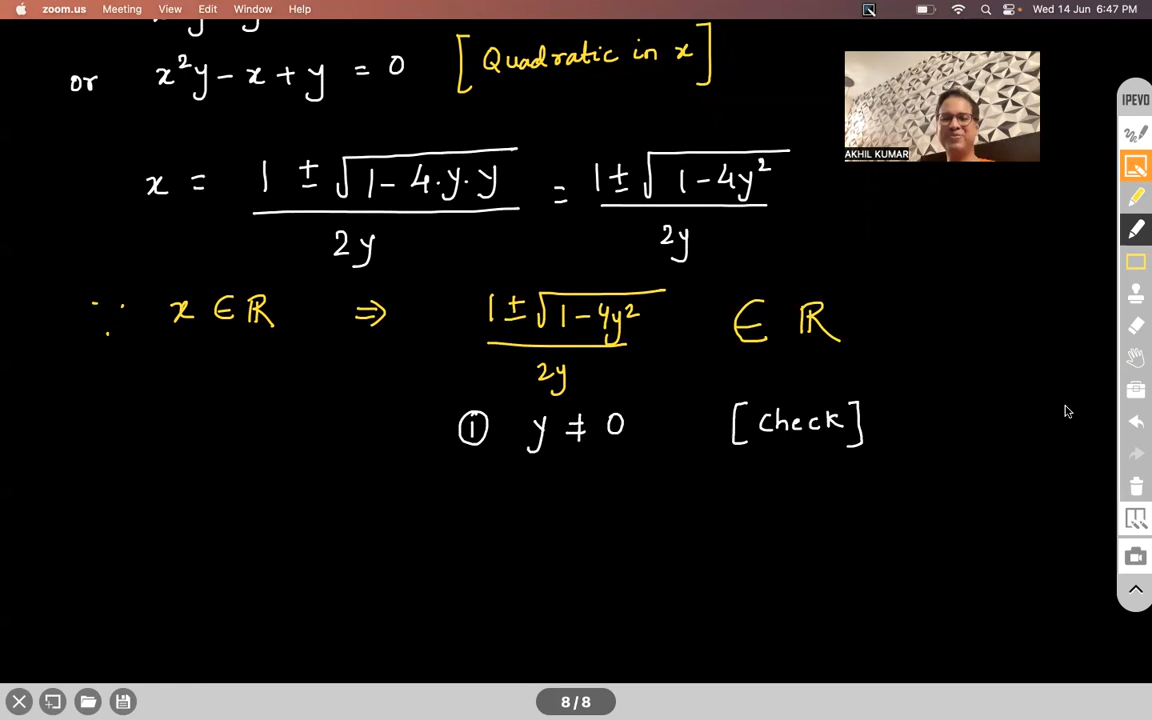 zoom.us Meeting View Edit Window Help Wed 14 Jun 6:47 PM
or x²y - x + y = 0 [Quadratic in x]
x = 1 ± √1 - 4.y.y / 2y = 1 ± √1 - 4y² / 2y
∵ x ∈ ℝ ⇒ 1 ± √1 - 4y² / 2y ∈ ℝ
① y ≠ 0 [Check]
AKHIL KUMAR
IPEVO
8 / 8